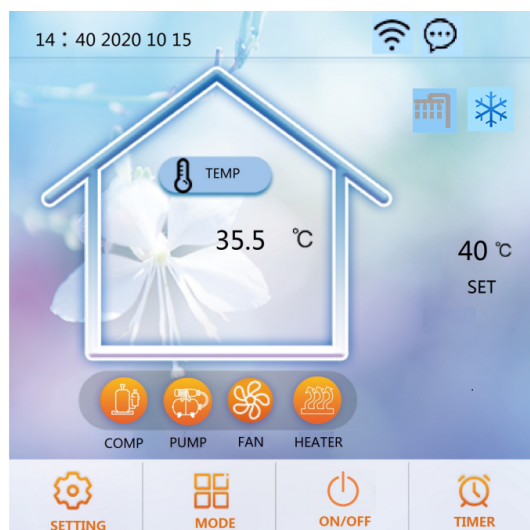 14：40 2020 10 15
TEMP
35.5 ℃
40 ℃
SET
COMP PUMP FAN HEATER
SETTING MODE ON/OFF TIMER